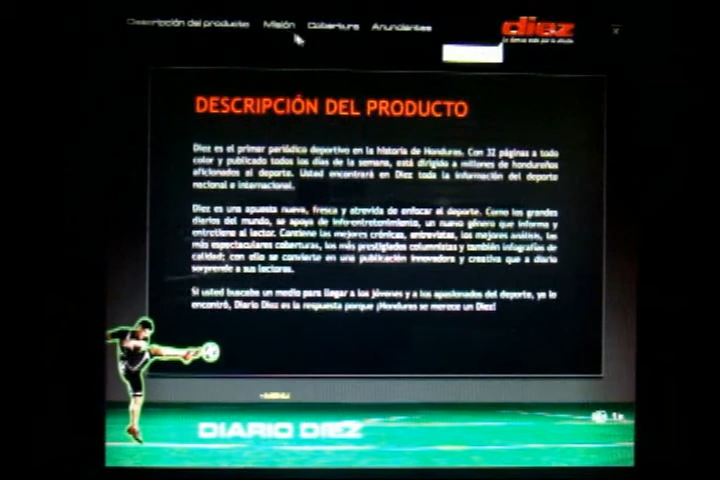 Descripción del producto Misión Cobertura Anunciantes
diez
x
DESCRIPCIÓN DEL PRODUCTO
Diez es el primer periódico deportivo en la historia de Honduras. Con 32 páginas a todo
color y publicado todos los días de la semana, está dirigido a millones de hondureños
aficionados al deporte. Usted encontrará en Diez toda la información del deporte
nacional e internacional.
Diez es una apuesta nueva, fresca y atrevida de enfocar el deporte. Como los grandes
diarios del mundo, se apoya de infoentretenimiento, un nuevo género que informa y
entretiene al lector. Contiene las mejores crónicas, entrevistas, los mejores análisis, las
más espectaculares coberturas, los más prestigiados columnistas y también infografías de
calidad; con ello se convierte en una publicación innovadora y creativa que a diario
sorprende a sus lectores.
Si usted buscaba un medio para llegar a los jóvenes y a los apasionados del deporte, ya lo
encontró, Diario Diez es la respuesta porque ¡Honduras se merece un Diez!
+MENU
DIARIO DIEZ